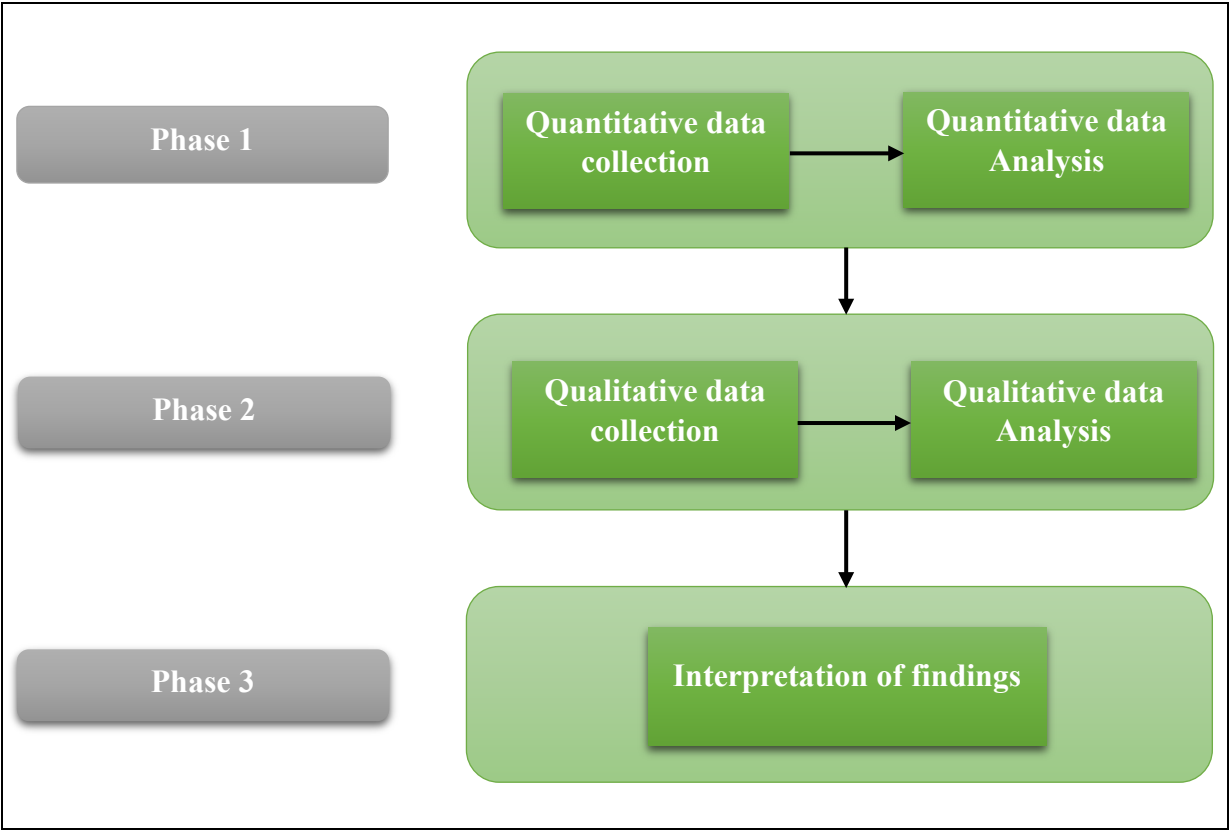 Phase 1
Quantitative data
collection
Quantitative data
Analysis
Phase 2
Qualitative data
collection
Qualitative data
Analysis
Phase 3
Interpretation of findings